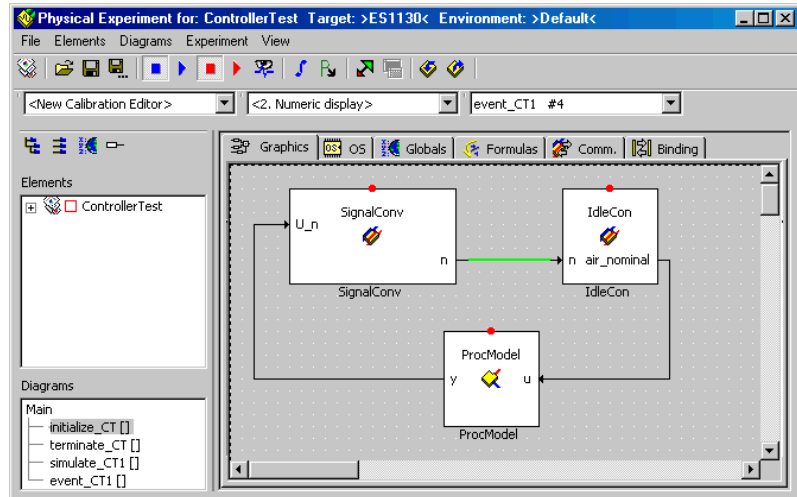 Physical Experiment for: ControllerTest Target: >ES1130< Environment: >Default<
File Elements Diagrams Experiment View
<New Calibration Editor>
<2. Numeric display>
event_CT1 #4
Graphics
OS
OS
Globals
Formulas
Comm.
Binding
Elements
ControllerTest
SignalConv
U_n
n
SignalConv
IdleCon
n air_nominal
IdleCon
ProcModel
y
u
ProcModel
Diagrams
Main
initialize_CT []
terminate_CT []
simulate_CT1 []
event_CT1 []